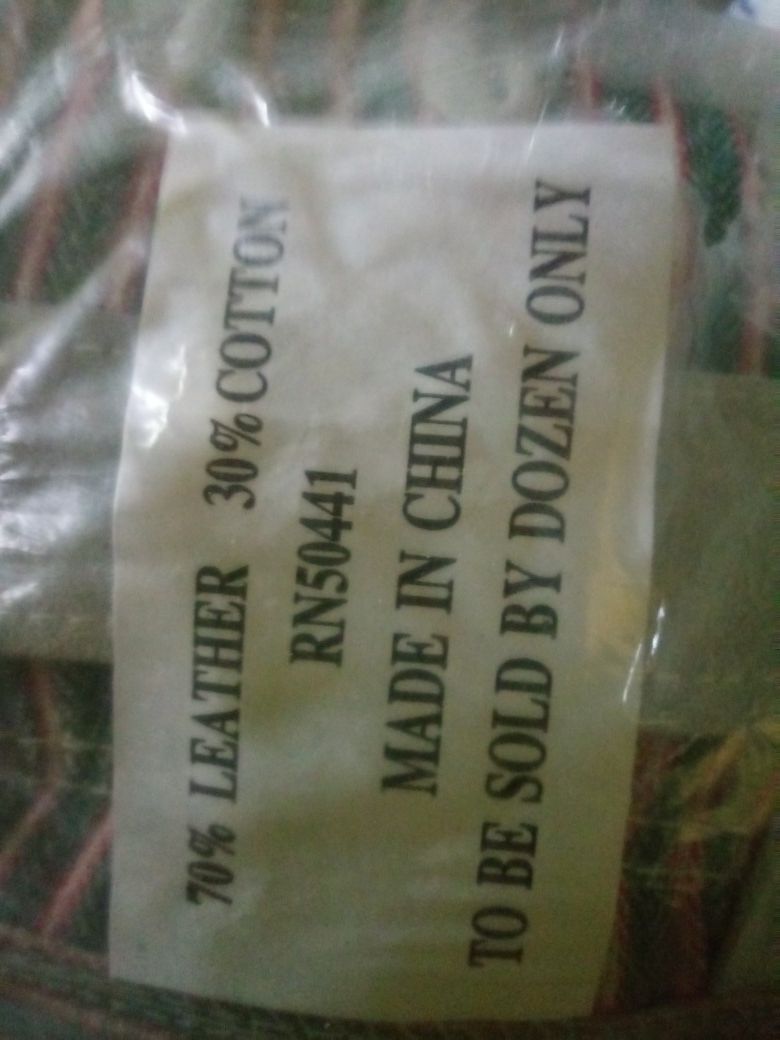 70% LEATHER 30% COTTON
RN50441
MADE IN CHINA
TO BE SOLD BY DOZEN ONLY